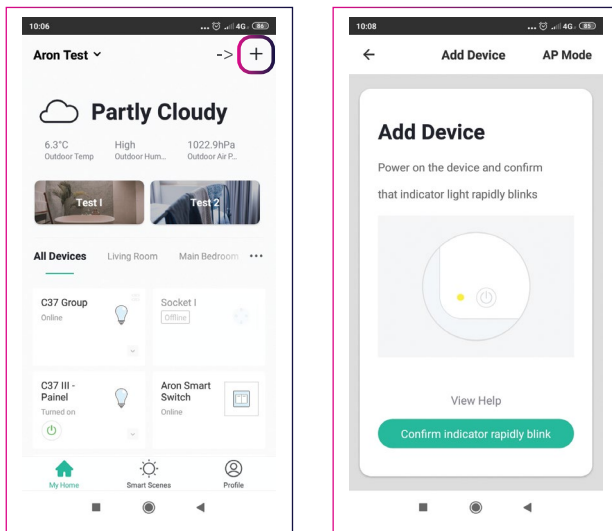 10:06
4G
85
Aron Test
->
+
Partly Cloudy
6.3°C
Outdoor Temp
High
Outdoor Hum...
1022.9hPa
Outdoor Air P...
Test I
Test 2
All Devices
Living Room
Main Bedroom
C37 Group
Online
Socket I
Offline
C37 III -
Painel
Turned on
Aron Smart
Switch
Online
My Home
Smart Scenes
Profile
10:08
4G
85
Add Device
AP Mode
Add Device
Power on the device and confirm
that indicator light rapidly blinks
View Help
Confirm indicator rapidly blink